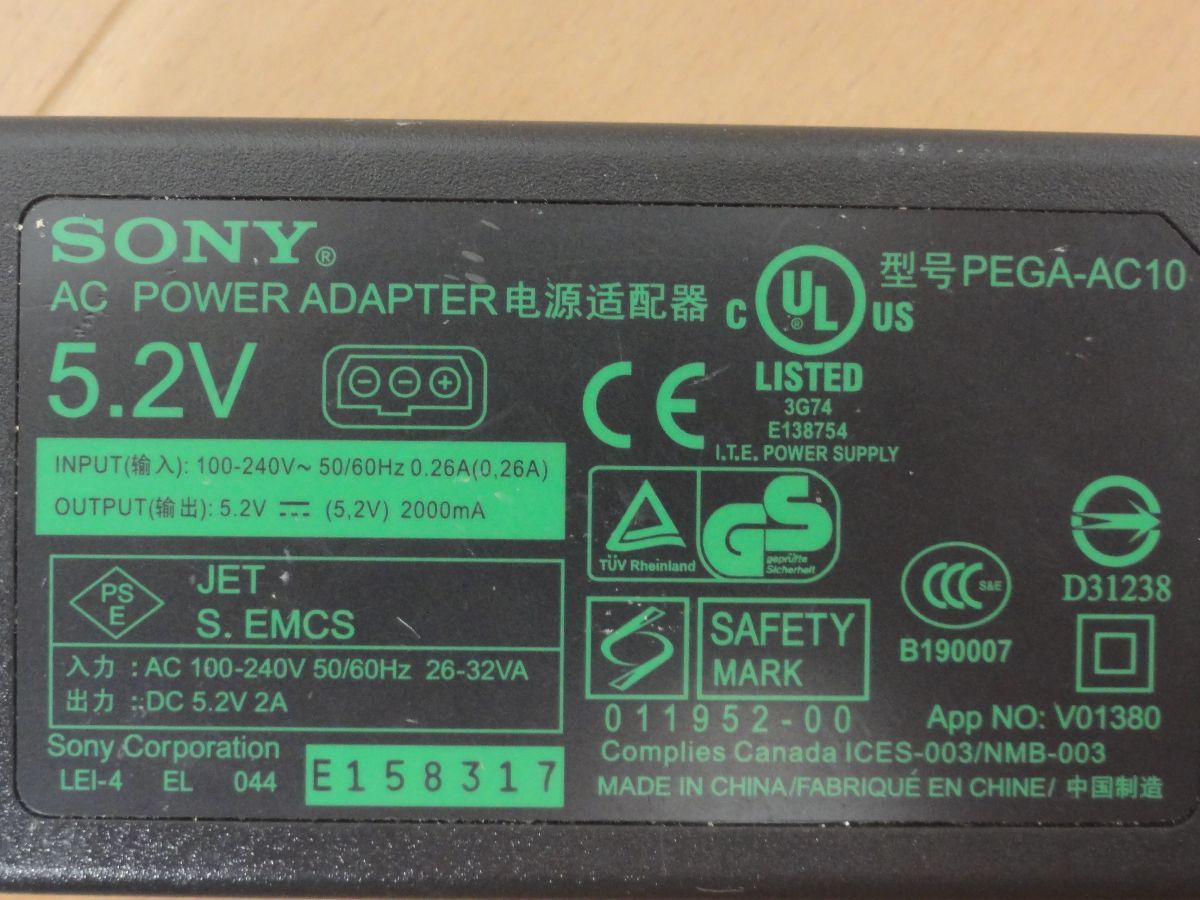 SONY®
AC POWER ADAPTER电源适配器
型号PEGA-AC10
5.2V
C UL® US
LISTED
3G74
E138754
I.T.E. POWER SUPPLY
CE
INPUT(输入): 100-240V~ 50/60Hz 0.26A(0,26A)
OUTPUT(输出): 5.2V ⎓ (5,2V) 2000mA
TÜV Rheinland
GS
geprüfte
Sicherheit
PS
E
JET
S. EMCS
入力 : AC 100-240V 50/60Hz 26-32VA
出力 : DC 5.2V 2A
SAFETY
MARK
011952-00
CCC S&E
B190007
D31238
App NO: V01380
Sony Corporation
LEI-4 EL 044
E158317
Complies Canada ICES-003/NMB-003
MADE IN CHINA/FABRIQUÉ EN CHINE/ 中国制造